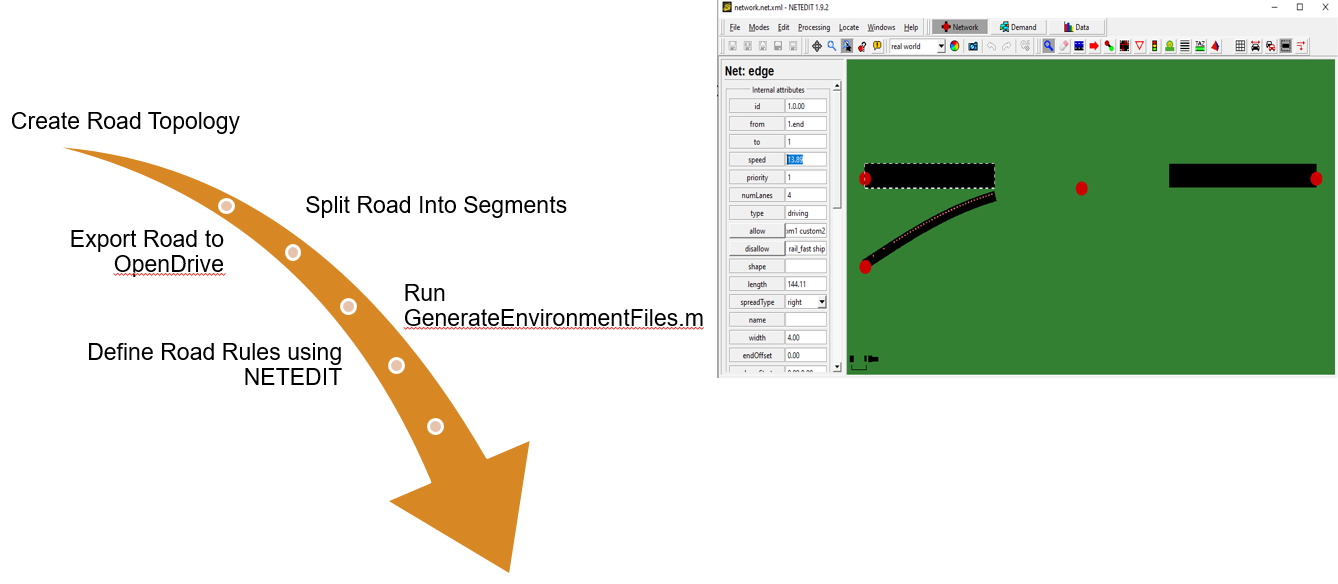 Create Road Topology
Split Road Into Segments
Export Road to
OpenDrive
Run
GenerateEnvironmentFiles.m
Define Road Rules using
NETEDIT
network.net.xml - NETEDIT 1.9.2
File Modes Edit Processing Locate Windows Help Network Demand Data
real world
Net: edge
Internal attributes
id 1.0.00
from 1.end
to 1
speed 13.89
priority 1
numLanes 4
type driving
allow om1 custom2
disallow rail_fast ship
shape
length 144.11
spreadType right
name
width 4.00
endOffset 0.00